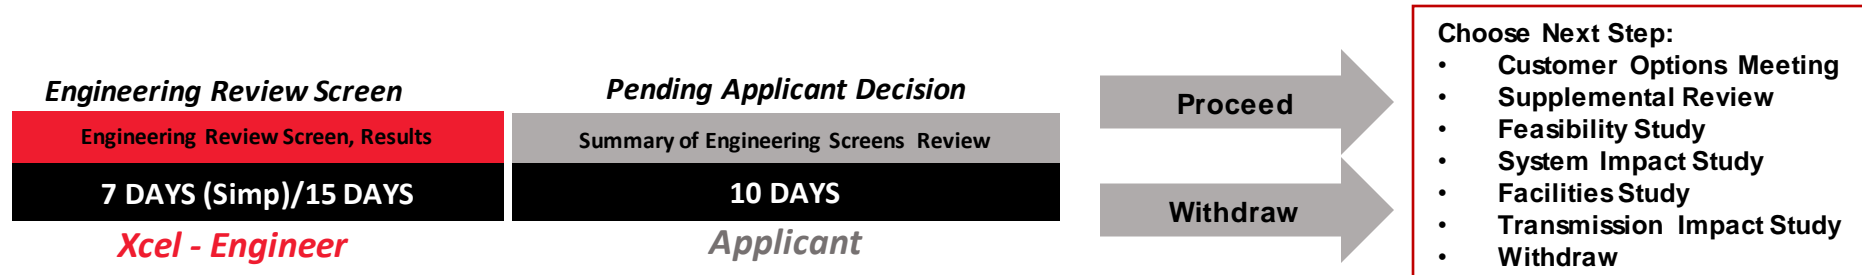 Engineering Review Screen
Engineering Review Screen, Results
7 DAYS (Simp)/15 DAYS
Xcel - Engineer
Pending Applicant Decision
Summary of Engineering Screens Review
10 DAYS
Applicant
Proceed
Withdraw
Choose Next Step:
• Customer Options Meeting
• Supplemental Review
• Feasibility Study
• System Impact Study
• Facilities Study
• Transmission Impact Study
• Withdraw